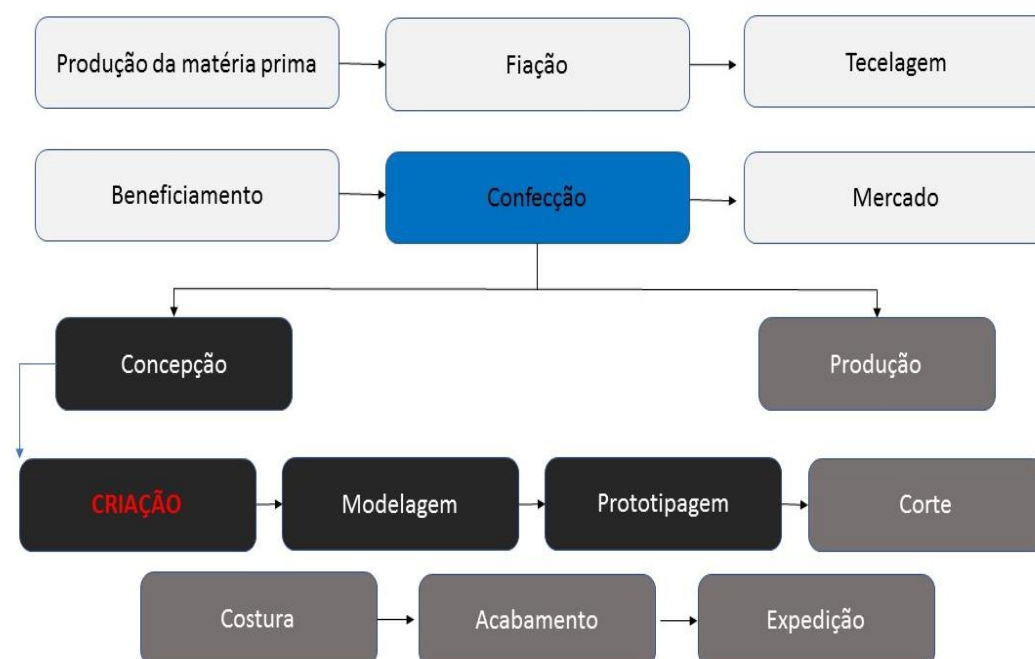 Produção da matéria prima
Fiação
Tecelagem
Beneficiamento
Confecção
Mercado
Concepção
Produção
CRIAÇÃO
Modelagem
Prototipagem
Corte
Costura
Acabamento
Expedição